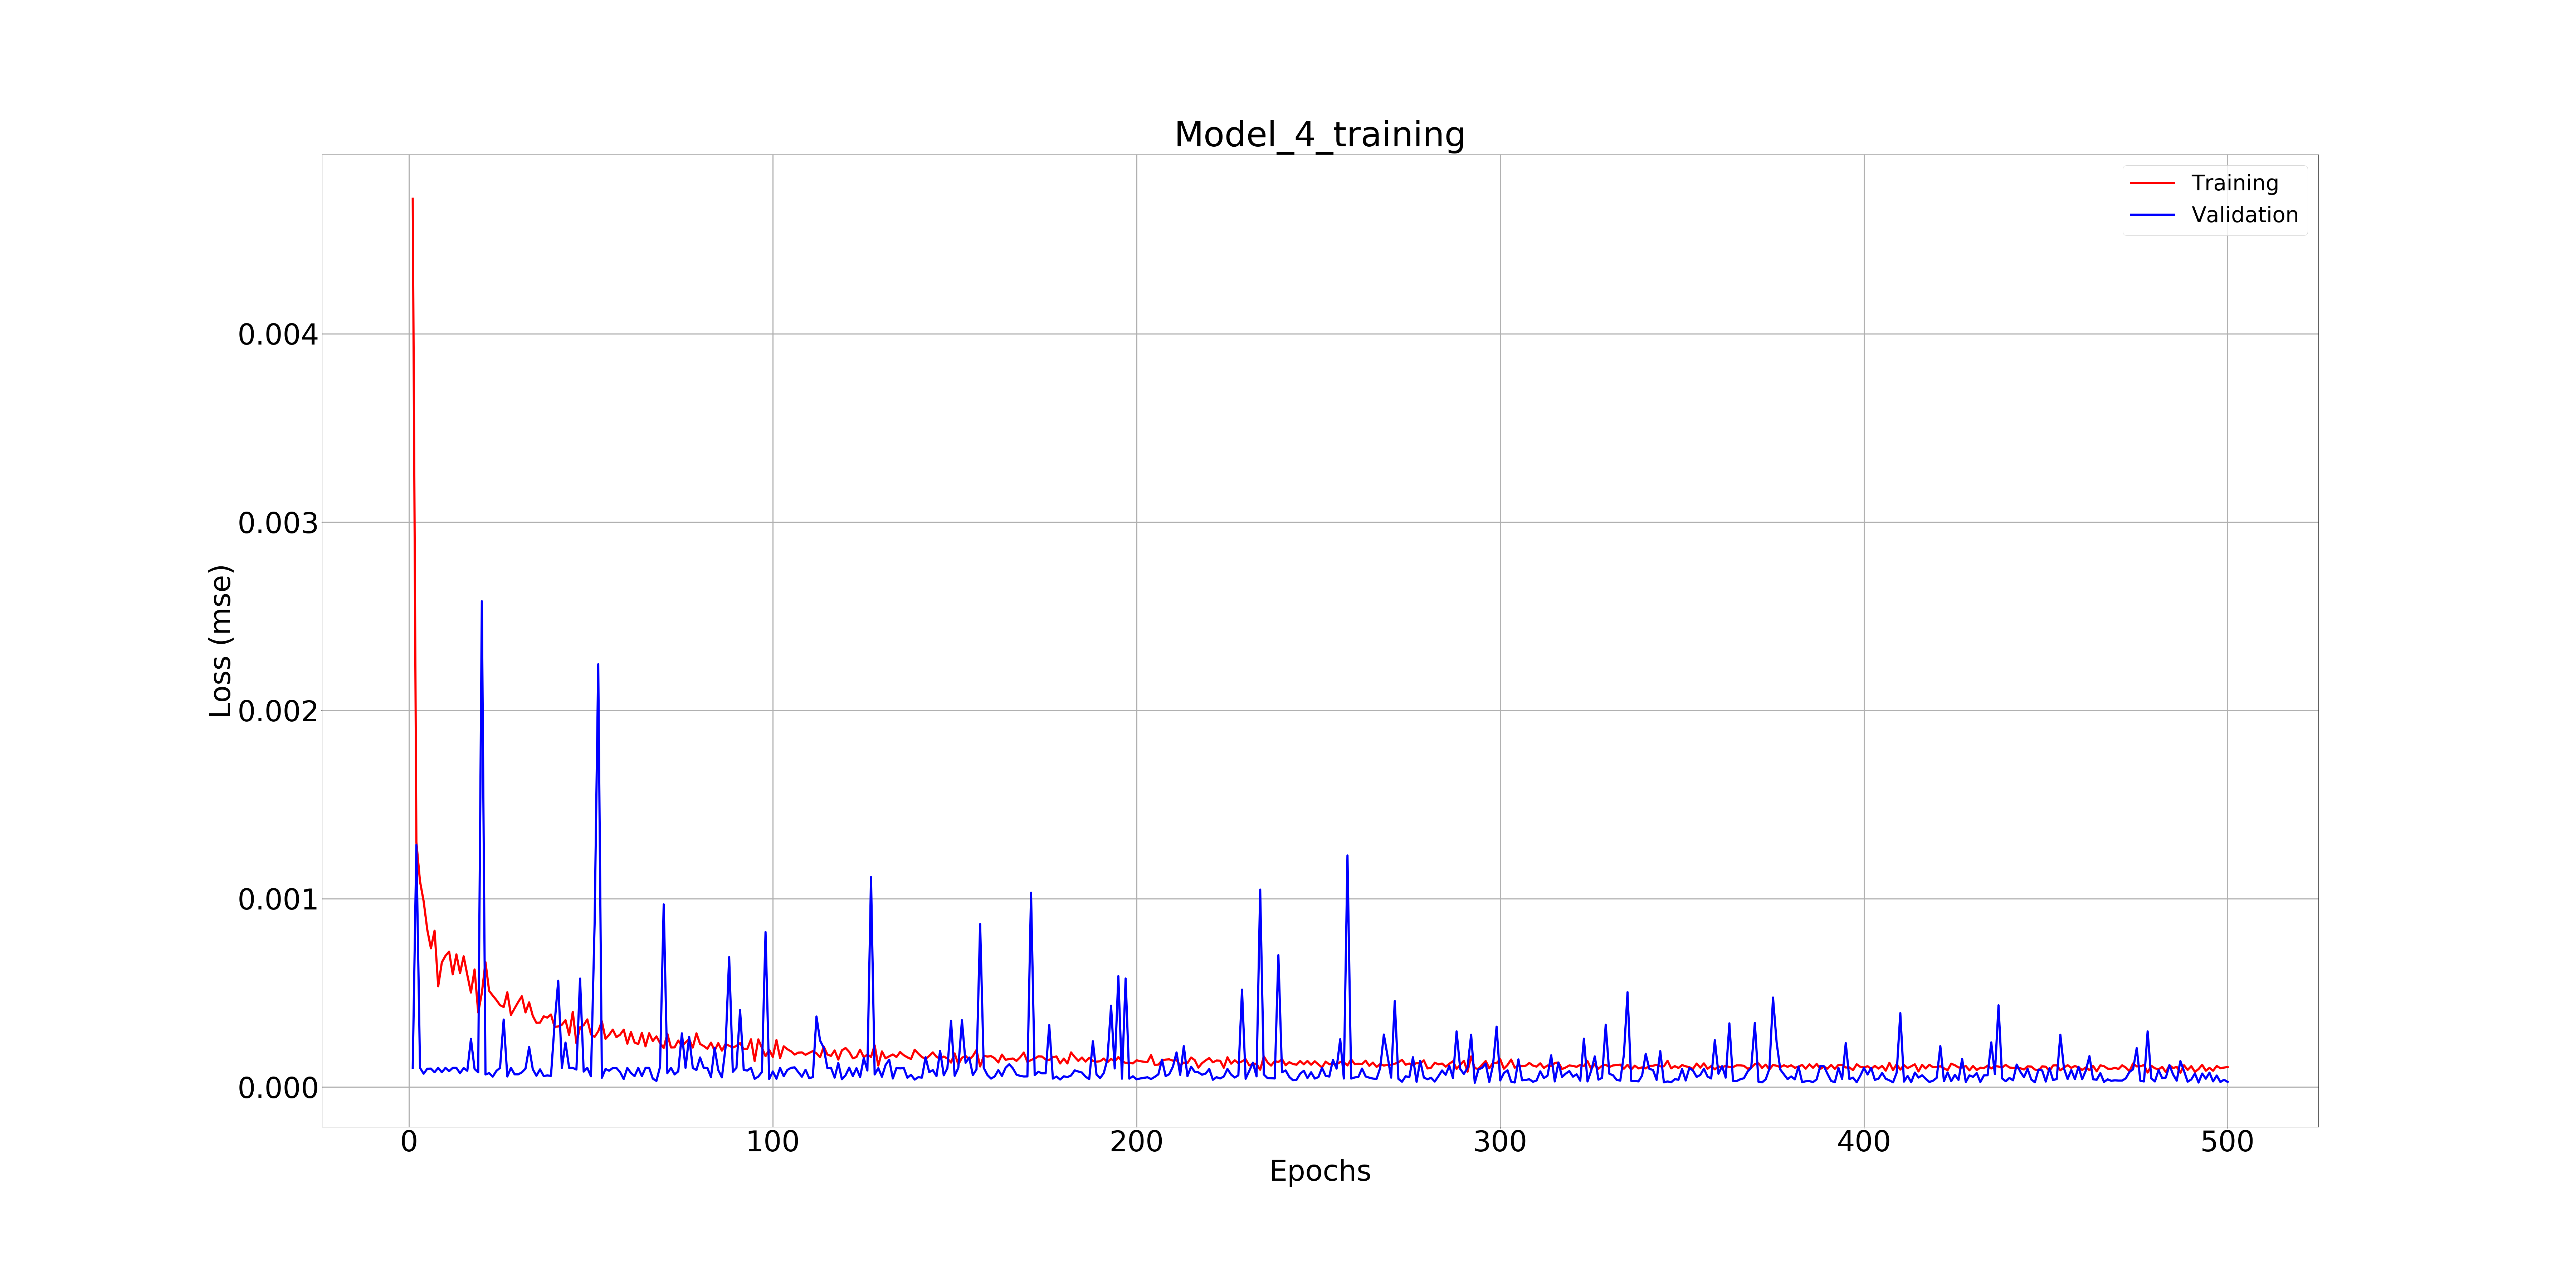 Model_4_training
Training
Validation
0.004
0.003
0.002
0.001
0.000
Loss (mse)
0 100 200 300 400 500
Epochs